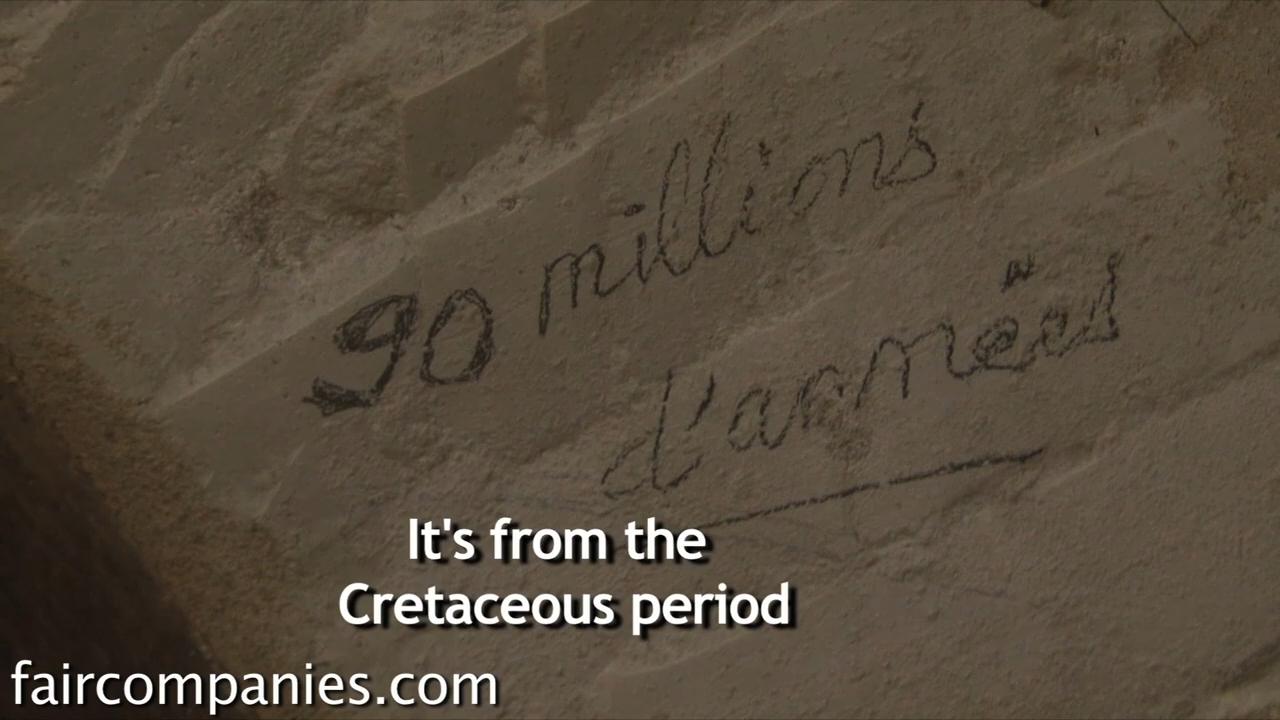 90 millions
d'années
It's from the
Cretaceous period
faircompanies.com